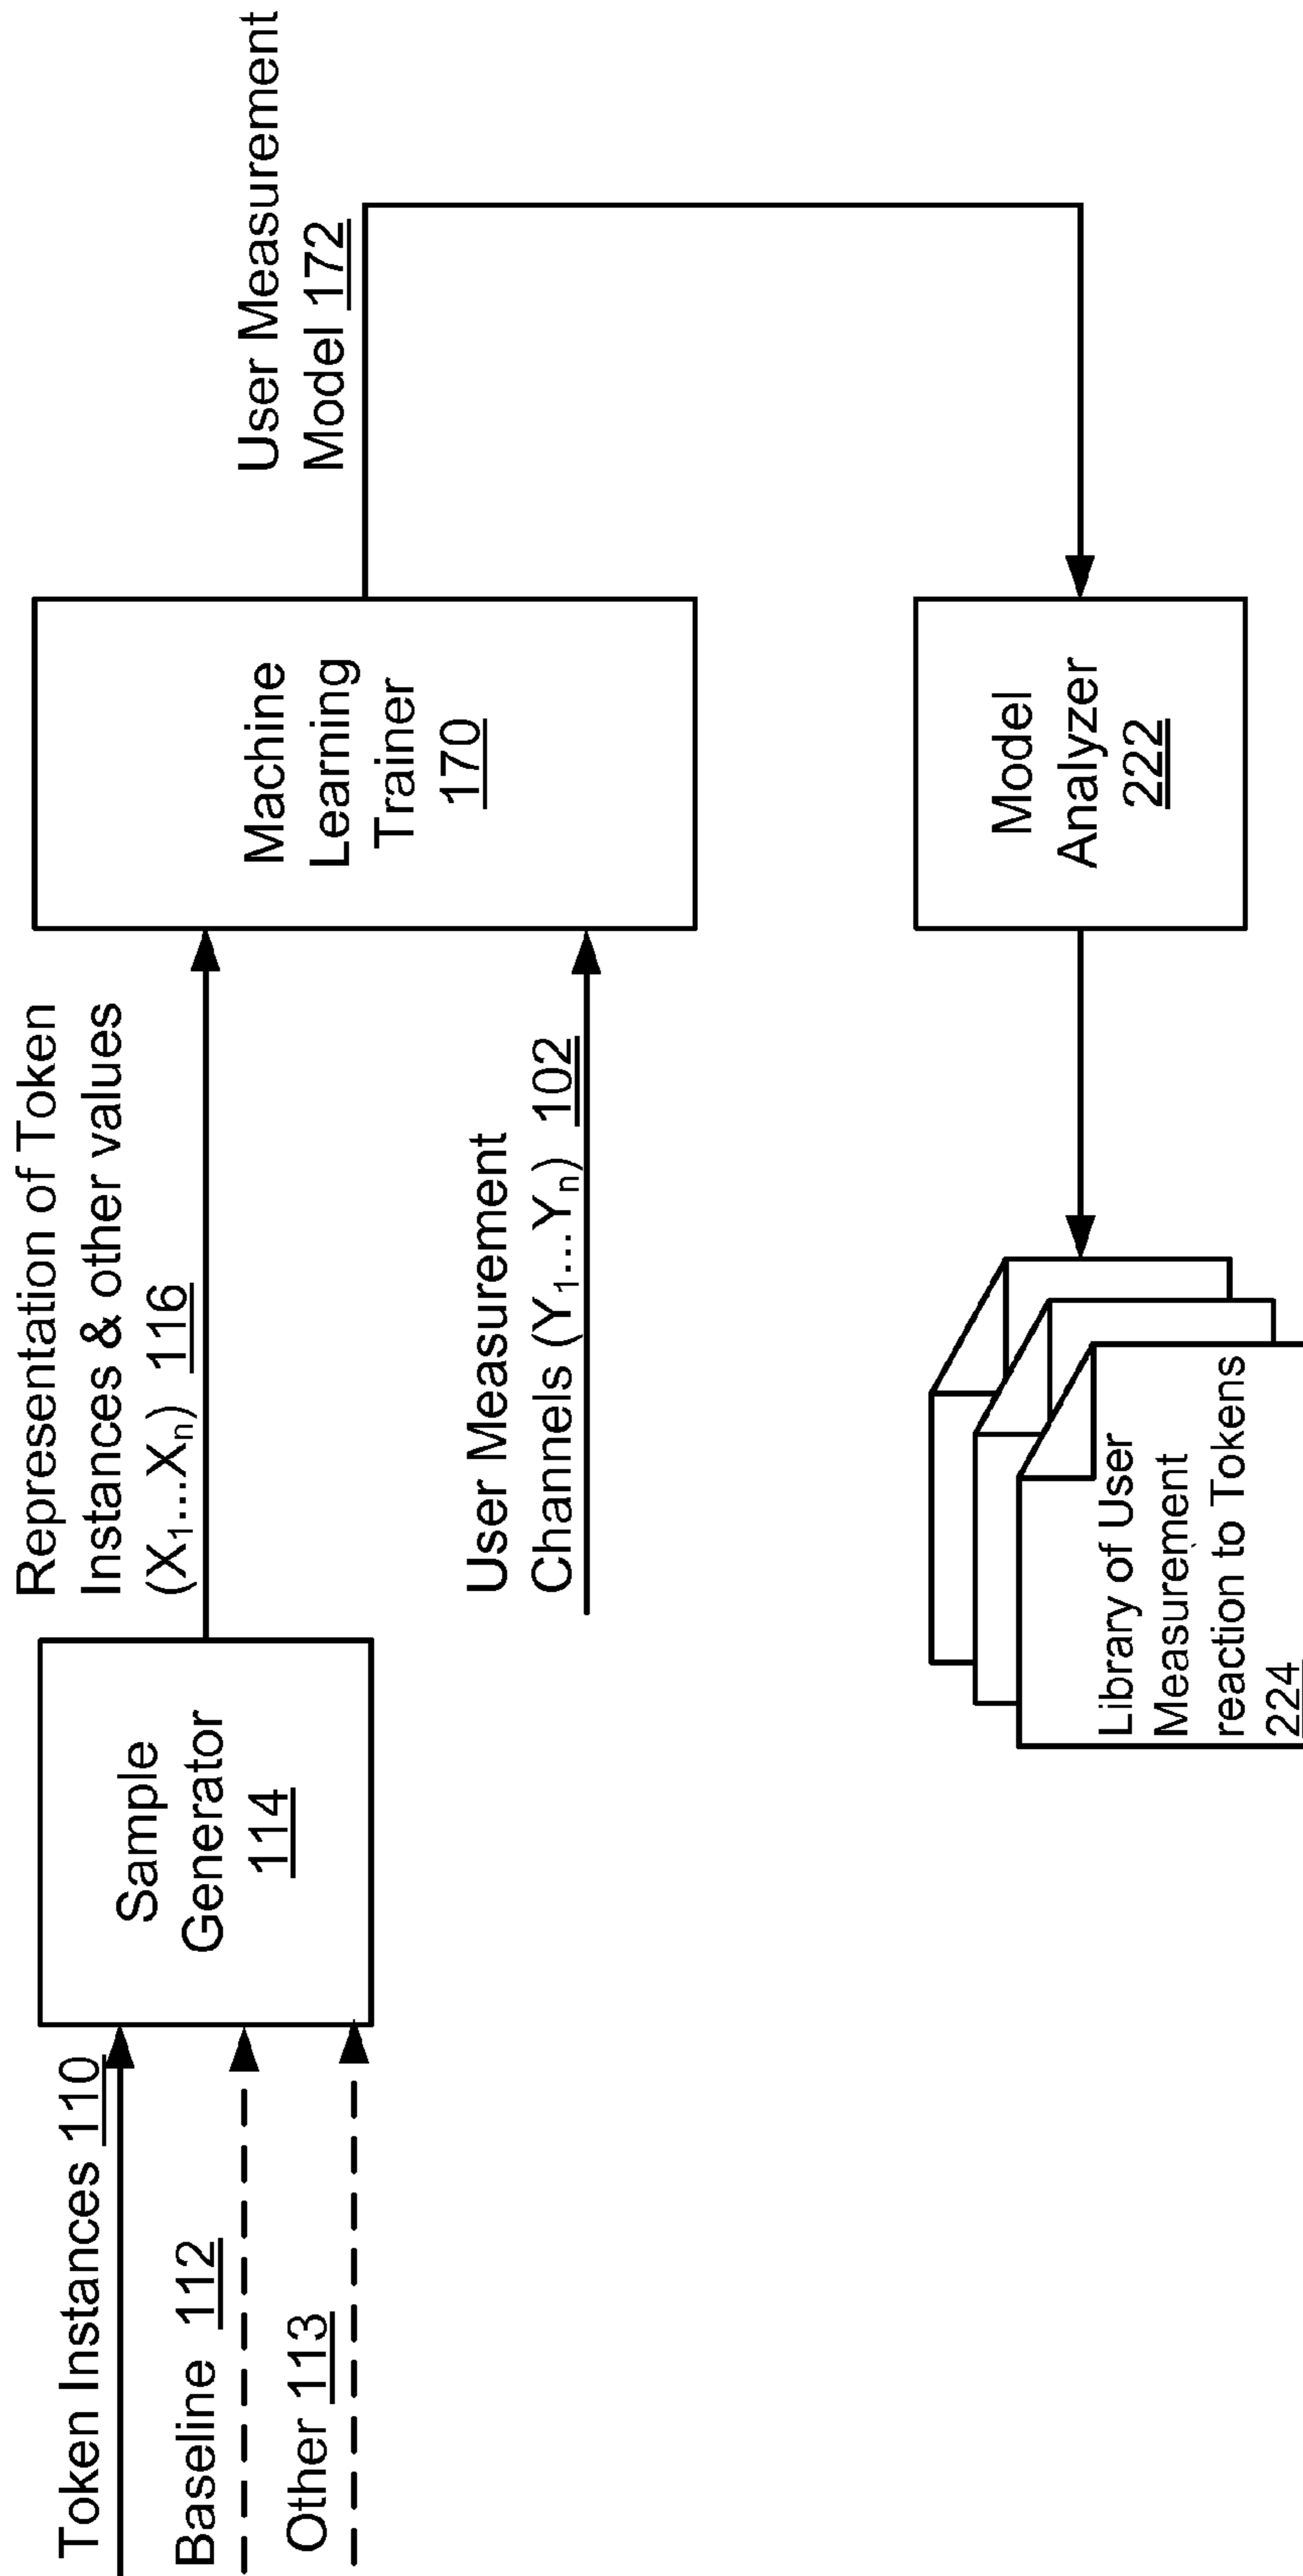 Token Instances 110
Baseline 112
Other 113
Sample
Generator
114
Representation of Token
Instances & other values
(X₁...Xₙ) 116
User Measurement
Channels (Y₁...Yₙ) 102
Machine
Learning
Trainer
170
User Measurement
Model 172
Model
Analyzer
222
Library of User
Measurement
reaction to Tokens
224